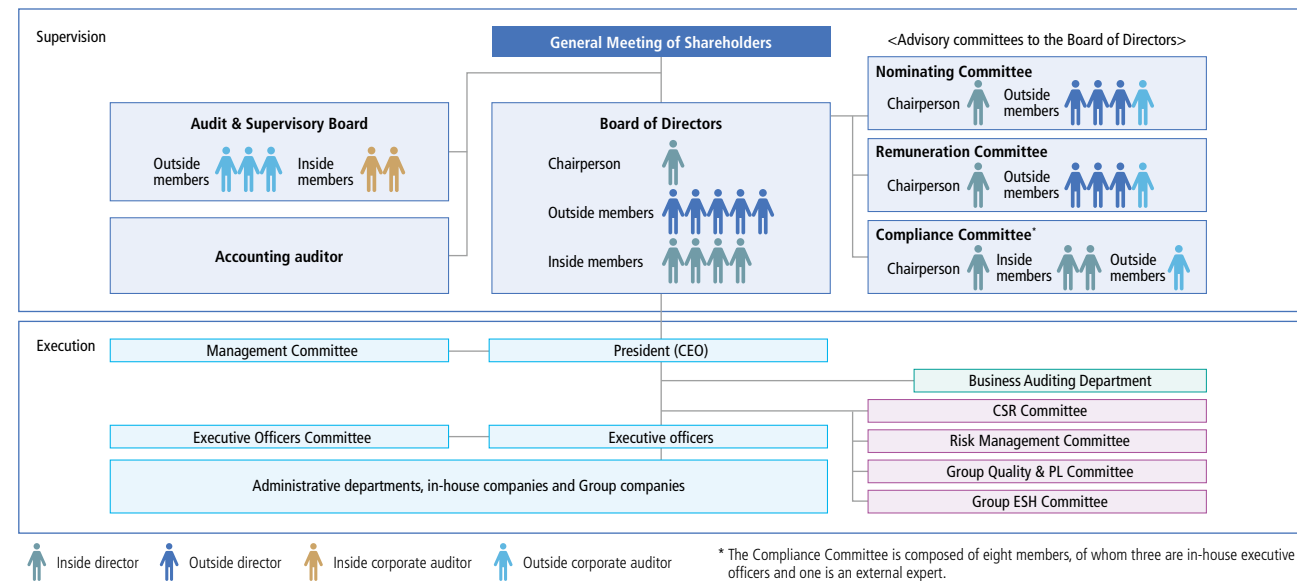 Supervision
General Meeting of Shareholders
<Advisory committees to the Board of Directors>
Audit & Supervisory Board
Outside
members
Inside
members
Accounting auditor
Board of Directors
Chairperson
Outside members
Inside members
Nominating Committee
Chairperson
Outside
members
Remuneration Committee
Chairperson
Outside
members
Compliance Committee*
Chairperson
Inside
members
Outside
members
Execution
Management Committee
President (CEO)
Business Auditing Department
CSR Committee
Executive Officers Committee
Executive officers
Risk Management Committee
Group Quality & PL Committee
Group ESH Committee
Administrative departments, in-house companies and Group companies
Inside director
Outside director
Inside corporate auditor
Outside corporate auditor
* The Compliance Committee is composed of eight members, of whom three are in-house executive
officers and one is an external expert.